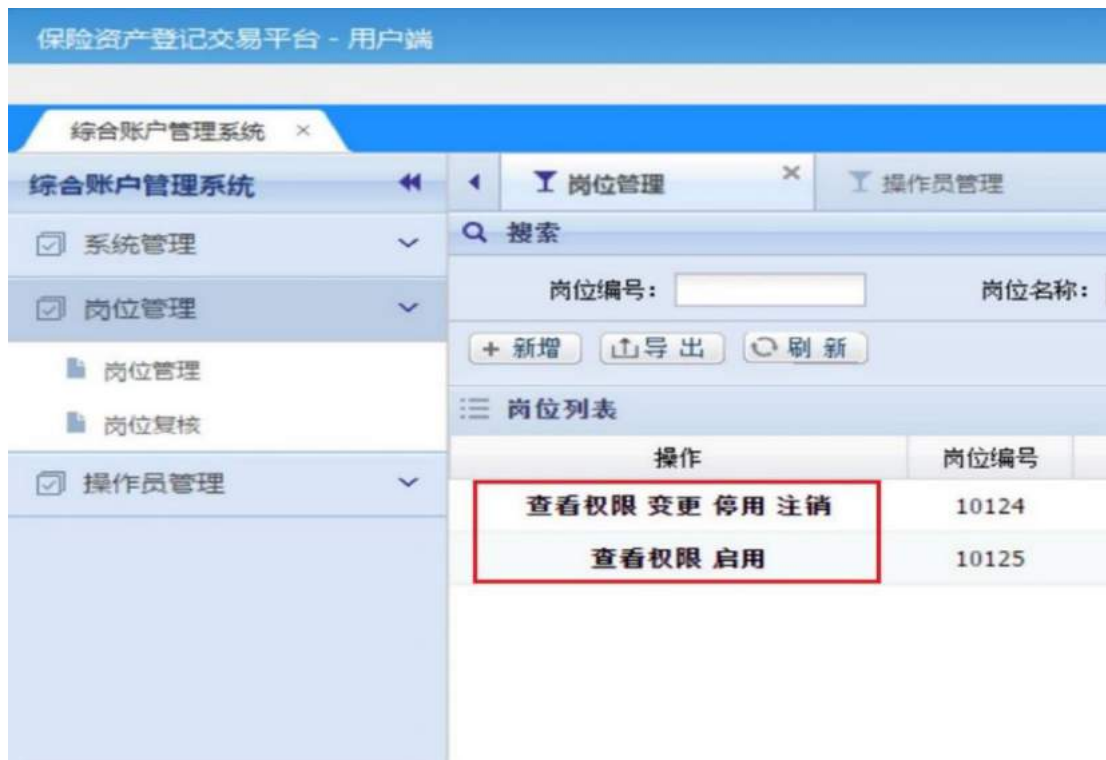 保险资产登记交易平台 - 用户端
综合账户管理系统 ×
综合账户管理系统
系统管理
岗位管理
岗位管理
岗位复核
操作员管理
岗位管理 × 操作员管理
搜索
岗位编号： 岗位名称：
+ 新增 导 出 刷 新
岗位列表
操作 岗位编号
查看权限 变更 停用 注销 10124
查看权限 启用 10125